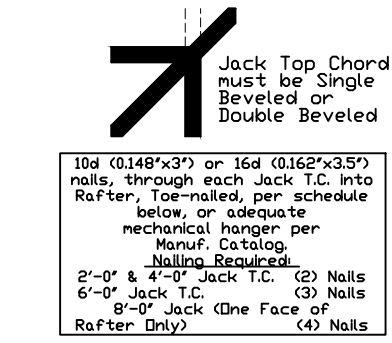 Jack Top Chord
must be Single
Beveled or
Double Beveled
10d (0.148"x3") or 16d (0.162"x3.5")
nails, through each Jack T.C. into
Rafter, Toe-nailed, per schedule
below, or adequate
mechanical hanger per
Manuf. Catalog.
Nailing Required:
2'-0" & 4'-0" Jack T.C. (2) Nails
6'-0" Jack T.C. (3) Nails
8'-0" Jack (One Face of
Rafter Only) (4) Nails